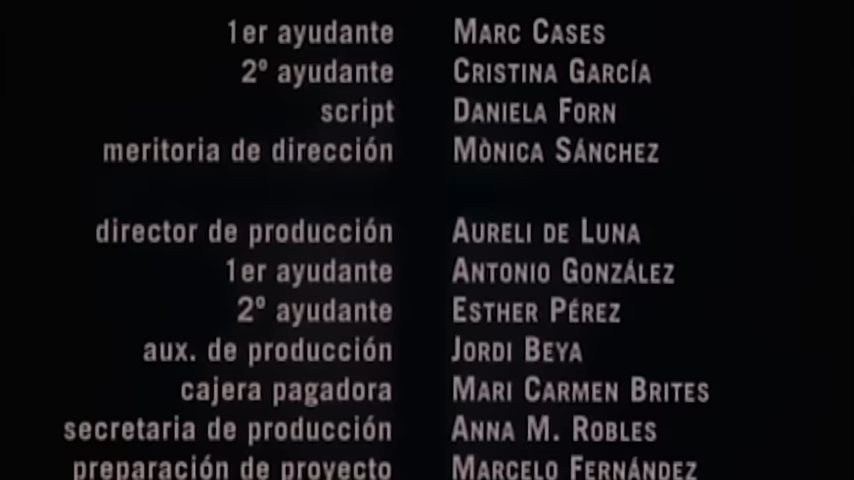 1er ayudante MARC CASES
2º ayudante CRISTINA GARCÍA
script DANIELA FORN
meritoria de dirección MÒNICA SÁNCHEZ
director de producción AURELI DE LUNA
1er ayudante ANTONIO GONZÁLEZ
2º ayudante ESTHER PÉREZ
aux. de producción JORDI BEYA
cajera pagadora MARI CARMEN BRITES
secretaria de producción ANNA M. ROBLES
preparación de proyecto MARCELO FERNÁNDEZ